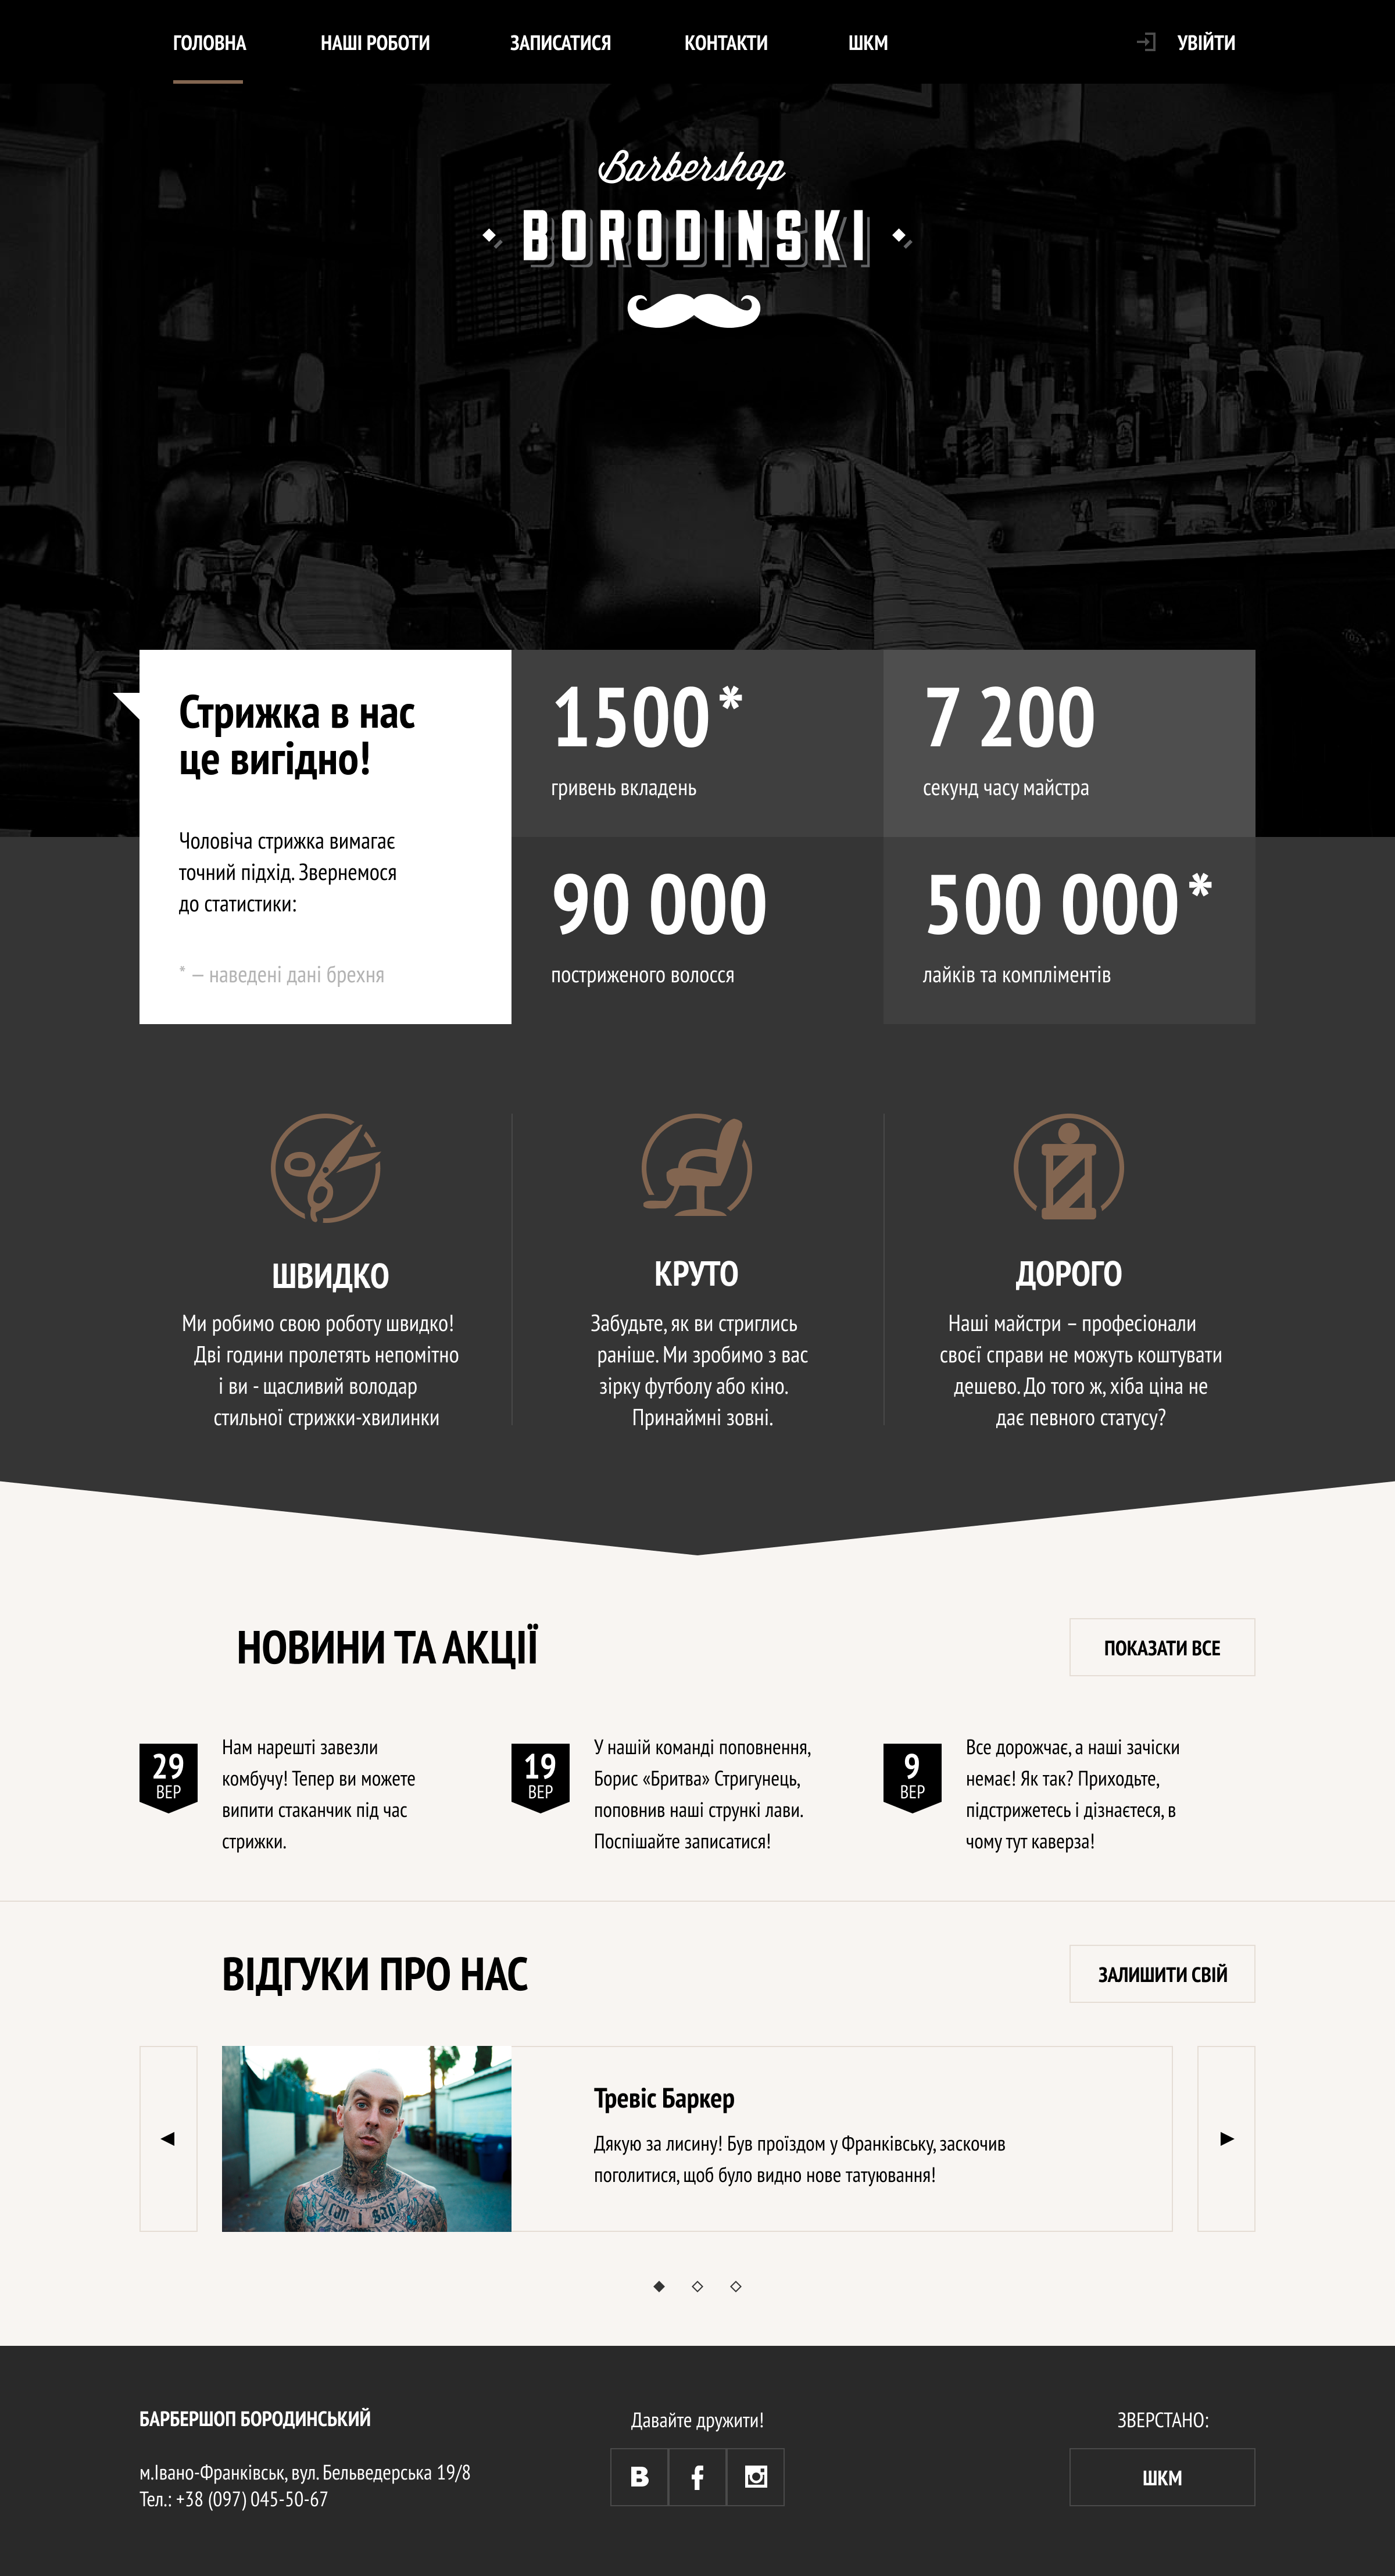 ГОЛОВНА
НАШІ РОБОТИ
ЗАПИСАТИСЯ
КОНТАКТИ
ШКМ
УВІЙТИ
Barbershop
BORODINSKI
Стрижка в нас
це вигідно!
Чоловіча стрижка вимагає
точний підхід. Звернемося
до статистики:
* — наведені дані брехня
1500*
гривень вкладень
7 200
секунд часу майстра
90 000
постриженого волосся
500 000*
лайків та компліментів
ШВИДКО
Ми робимо свою роботу швидко!
Дві години пролетять непомітно
і ви - щасливий володар
стильної стрижки-хвилинки
КРУТО
Забудьте, як ви стриглись
раніше. Ми зробимо з вас
зірку футболу або кіно.
Принаймні зовні.
ДОРОГО
Наші майстри – професіонали
своєї справи не можуть коштувати
дешево. До того ж, хіба ціна не
дає певного статусу?
НОВИНИ ТА АКЦІЇ
ПОКАЗАТИ ВСЕ
29
ВЕР
Нам нарешті завезли
комбучу! Тепер ви можете
випити стаканчик під час
стрижки.
19
ВЕР
У нашій команді поповнення,
Борис «Бритва» Стригунець,
поповнив наші стрункі лави.
Поспішайте записатися!
9
ВЕР
Все дорожчає, а наші зачіски
немає! Як так? Приходьте,
підстрижетесь і дізнаєтеся, в
чому тут каверза!
ВІДГУКИ ПРО НАС
ЗАЛИШИТИ СВІЙ
can i say
Тревіс Баркер
Дякую за лисину! Був проїздом у Франківську, заскочив
поголитися, щоб було видно нове татуювання!
БАРБЕРШОП БОРОДИНСЬКИЙ
м.Івано-Франківськ, вул. Бельведерська 19/8
Тел.: +38 (097) 045-50-67
Давайте дружити!
B
f
ЗВЕРСТАНО:
ШКМ